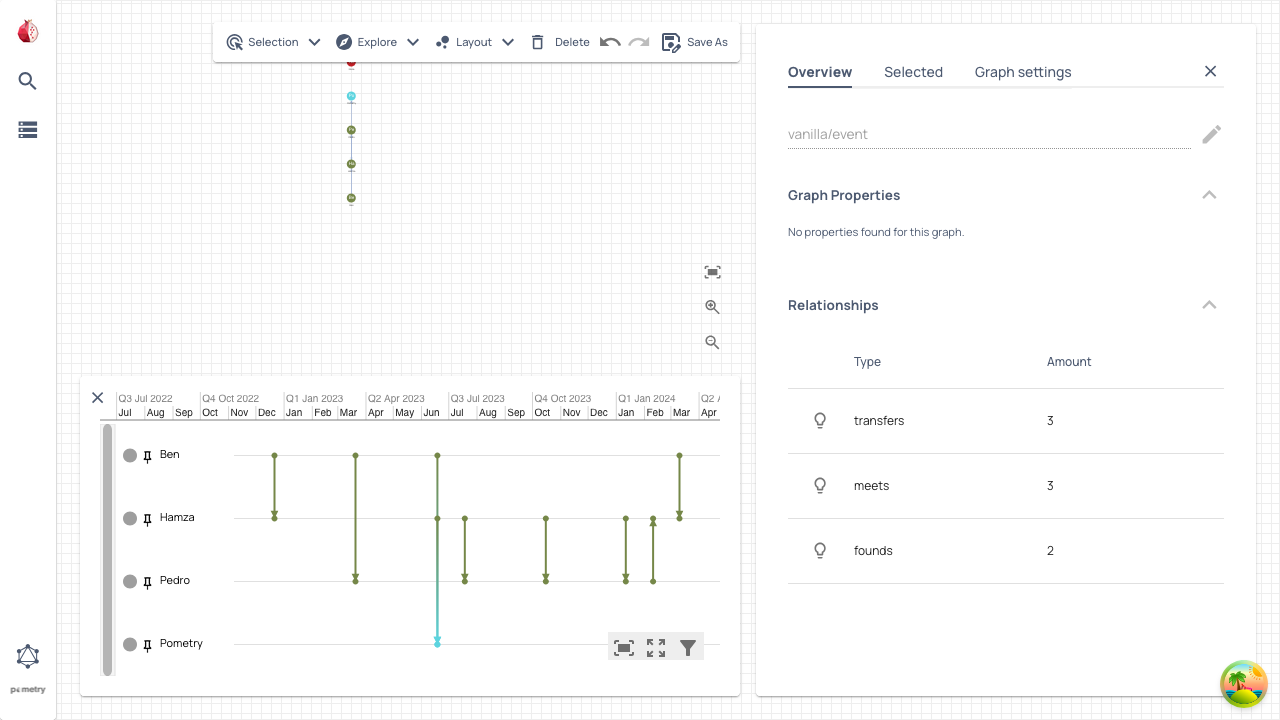 Selection Explore Layout Delete Save As
Overview Selected Graph settings
vanilla/event
Graph Properties
No properties found for this graph.
Relationships
Type Amount
transfers 3
meets 3
founds 2
Q3 Jul 2022 Q4 Oct 2022 Q1 Jan 2023 Q2 Apr 2023 Q3 Jul 2023 Q4 Oct 2023 Q1 Jan 2024 Q2
Jul Aug Sep Oct Nov Dec Jan Feb Mar Apr May Jun Jul Aug Sep Oct Nov Dec Jan Feb Mar Apr
Ben
Hamza
Pedro
Pometry
pometry